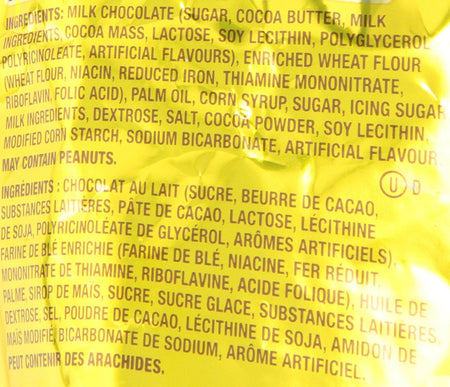 INGREDIENTS: MILK CHOCOLATE (SUGAR, COCOA BUTTER, MILK
INGREDIENTS, COCOA MASS, LACTOSE, SOY LECITHIN, POLYGLYCEROL
POLYRICINOLEATE, ARTIFICIAL FLAVOURS), ENRICHED WHEAT FLOUR
(WHEAT FLOUR, NIACIN, REDUCED IRON, THIAMINE MONONITRATE,
RIBOFLAVIN, FOLIC ACID), PALM OIL, CORN SYRUP, SUGAR, ICING SUGAR
MILK INGREDIENTS, DEXTROSE, SALT, COCOA POWDER, SOY LECITHIN,
MODIFIED CORN STARCH, SODIUM BICARBONATE, ARTIFICIAL FLAVOUR
MAY CONTAIN PEANUTS.
U D
INGRÉDIENTS : CHOCOLAT AU LAIT (SUCRE, BEURRE DE CACAO,
SUBSTANCES LAITIÈRES, PÂTE DE CACAO, LACTOSE, LÉCITHINE
DE SOJA, POLYRICINOLÉATE DE GLYCÉROL, ARÔMES ARTIFICIELS),
FARINE DE BLÉ ENRICHIE (FARINE DE BLÉ, NIACINE, FER RÉDUIT,
MONONITRATE DE THIAMINE, RIBOFLAVINE, ACIDE FOLIQUE), HUILE DE
PALME, SIROP DE MAÏS, SUCRE, SUCRE GLACE, SUBSTANCES LAITIÈRES,
DEXTROSE, SEL, POUDRE DE CACAO, LÉCITHINE DE SOJA, AMIDON DE
MAÏS MODIFIÉ, BICARBONATE DE SODIUM, ARÔME ARTIFICIEL.
PEUT CONTENIR DES ARACHIDES.